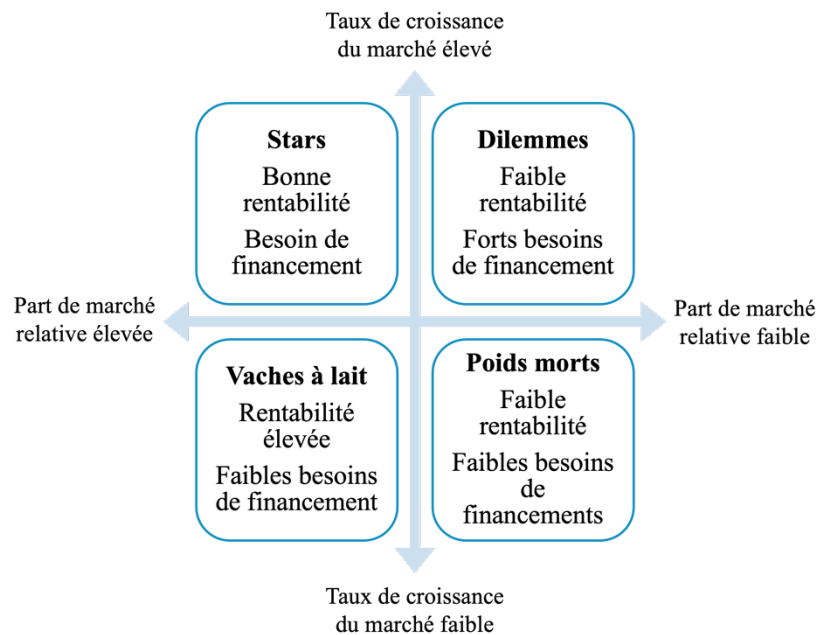 Taux de croissance
du marché élevé
Stars
Bonne
rentabilité
Besoin de
financement
Dilemmes
Faible
rentabilité
Forts besoins
de financement
Part de marché
relative élevée
Part de marché
relative faible
Vaches à lait
Rentabilité
élevée
Faibles besoins
de financement
Poids morts
Faible
rentabilité
Faibles besoins
de
financements
Taux de croissance
du marché faible